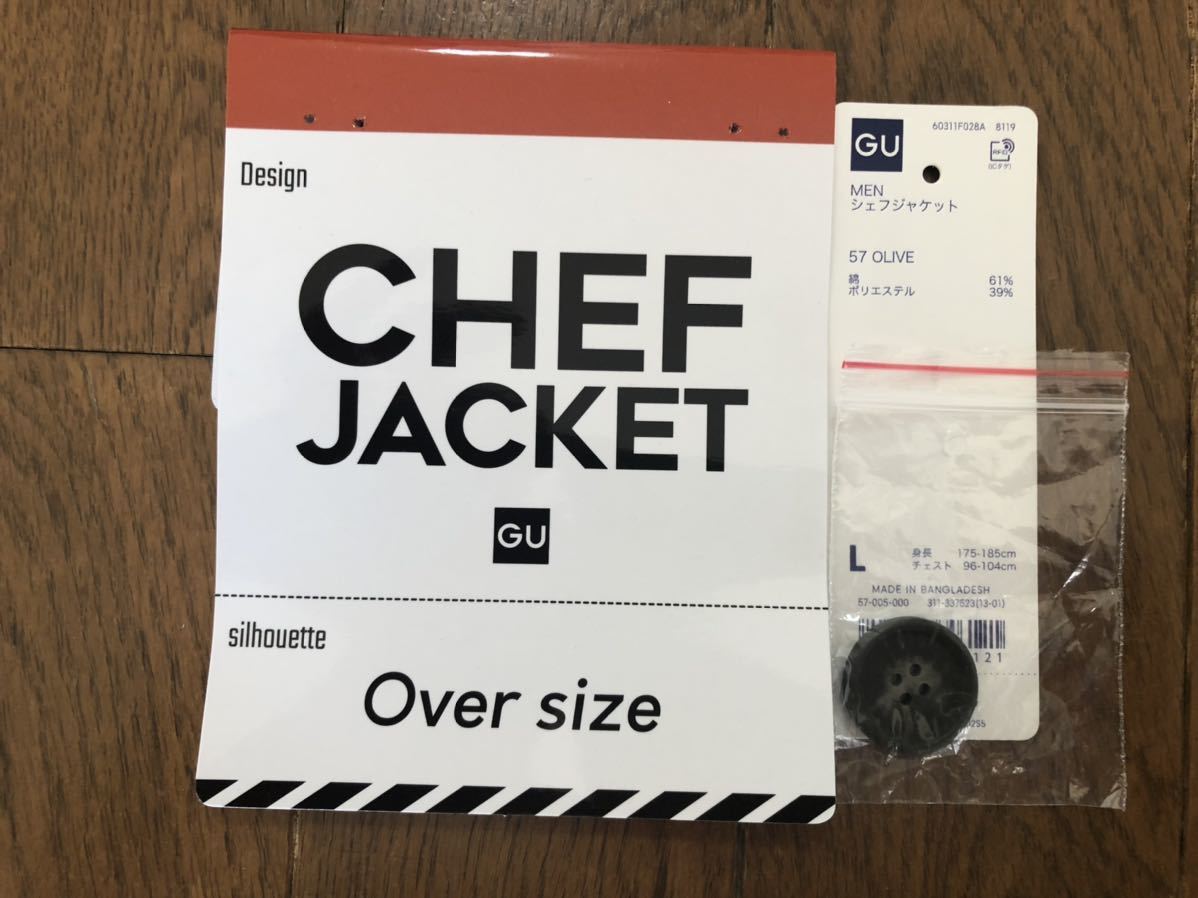 Design
CHEF
JACKET
GU
silhouette
Over size
GU
60311F028A 8119
RFID
(ICタグ)
MEN
シェフジャケット
57 OLIVE
綿 61%
ポリエステル 39%
L
身長 175-185cm
チェスト 96-104cm
MADE IN BANGLADESH
57-005-000 311-337523(13-01)
121